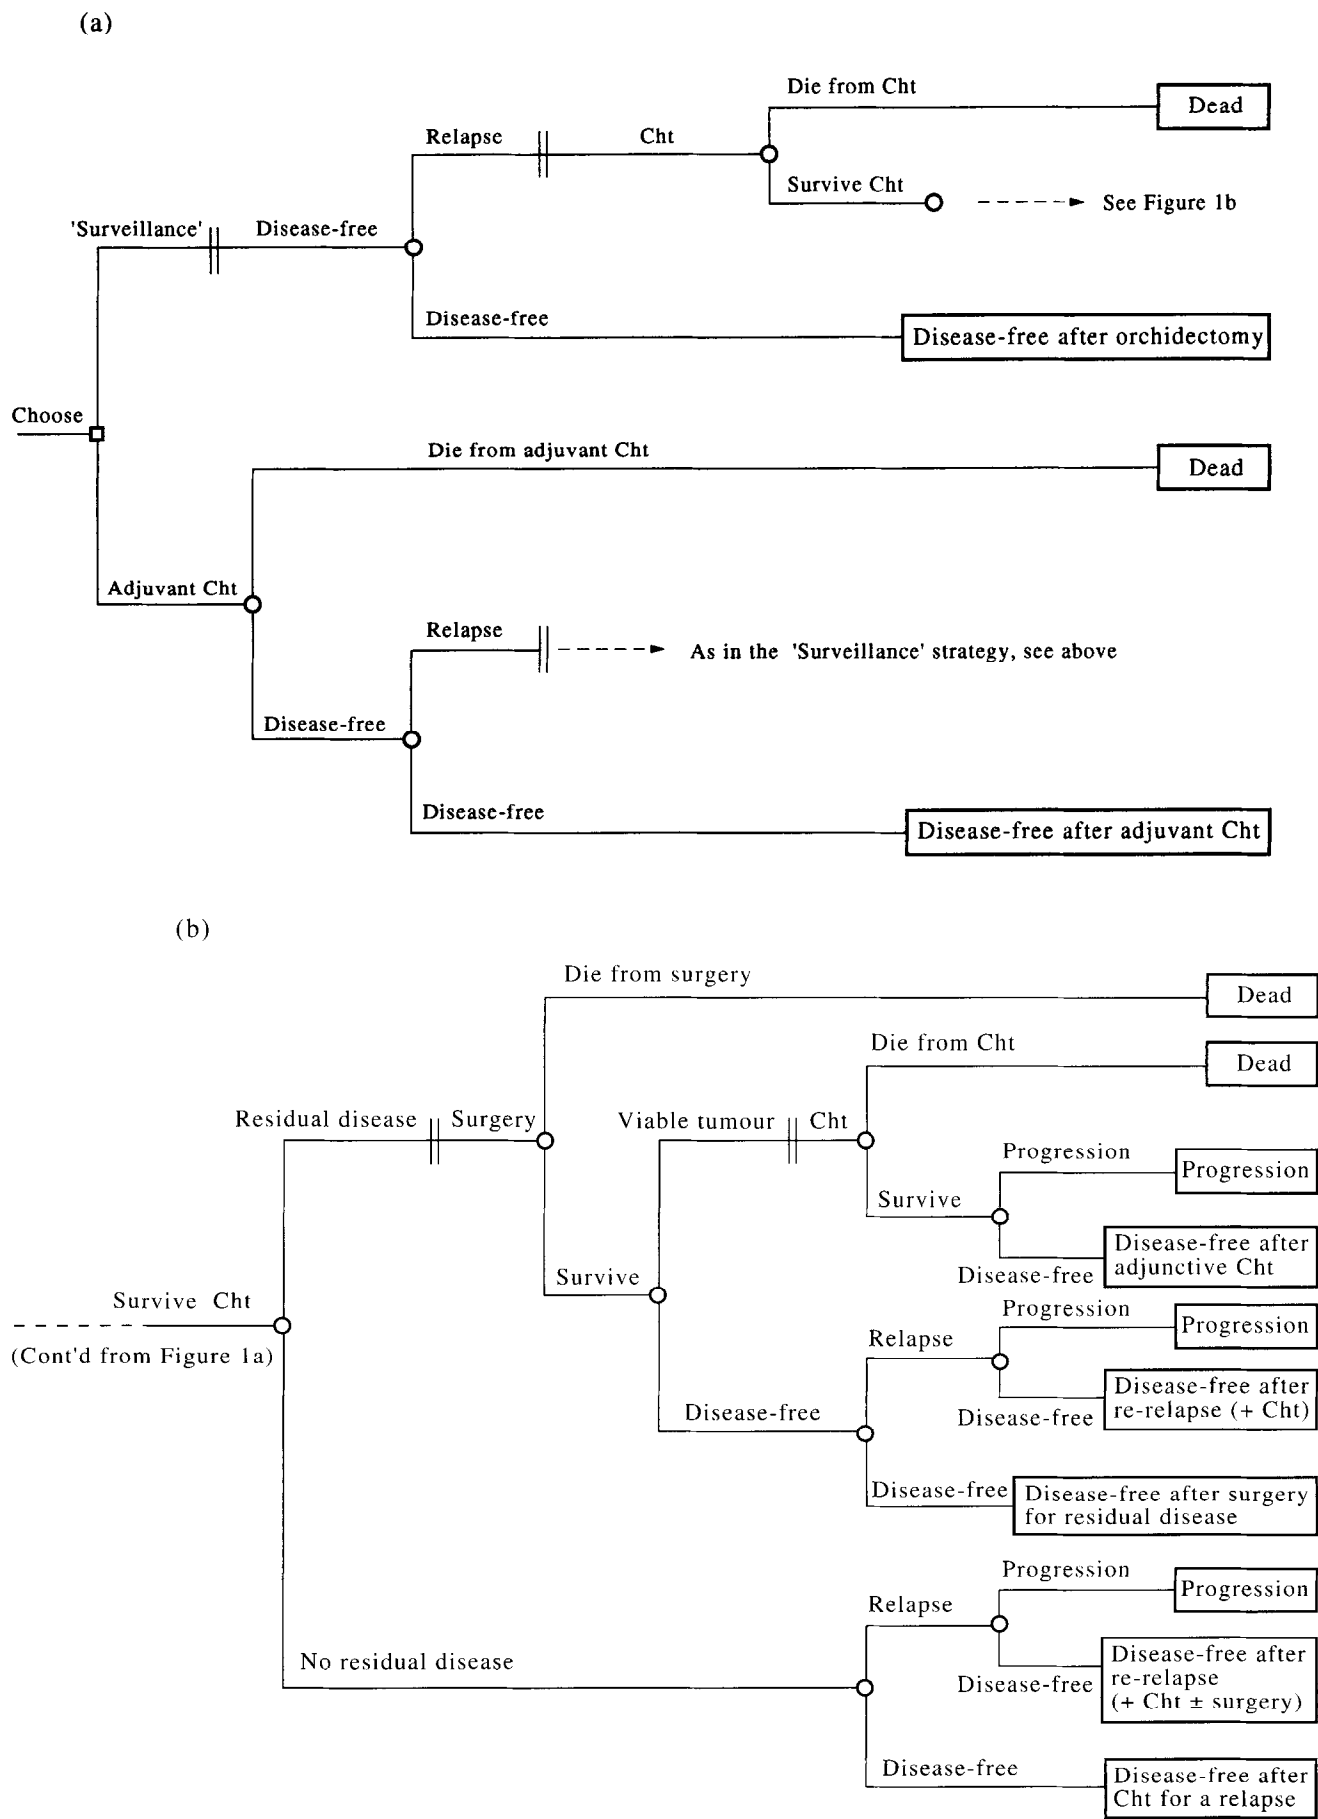 (a)
Die from Cht
Dead
Relapse
Cht
Survive Cht
See Figure 1b
'Surveillance'
Disease-free
Disease-free
Disease-free after orchidectomy
Choose
Die from adjuvant Cht
Dead
Adjuvant Cht
Relapse
As in the 'Surveillance' strategy, see above
Disease-free
Disease-free
Disease-free after adjuvant Cht
(b)
Die from surgery
Dead
Die from Cht
Dead
Residual disease
Surgery
Viable tumour
Cht
Progression
Progression
Survive
Disease-free after
adjunctive Cht
Disease-free
Survive
Survive Cht
(Cont'd from Figure 1a)
Progression
Progression
Relapse
Disease-free after
re-relapse (+ Cht)
Disease-free
Disease-free
Disease-free
Disease-free after surgery
for residual disease
Progression
Progression
Relapse
No residual disease
Disease-free after
re-relapse
(+ Cht ± surgery)
Disease-free
Disease-free
Disease-free after
Cht for a relapse